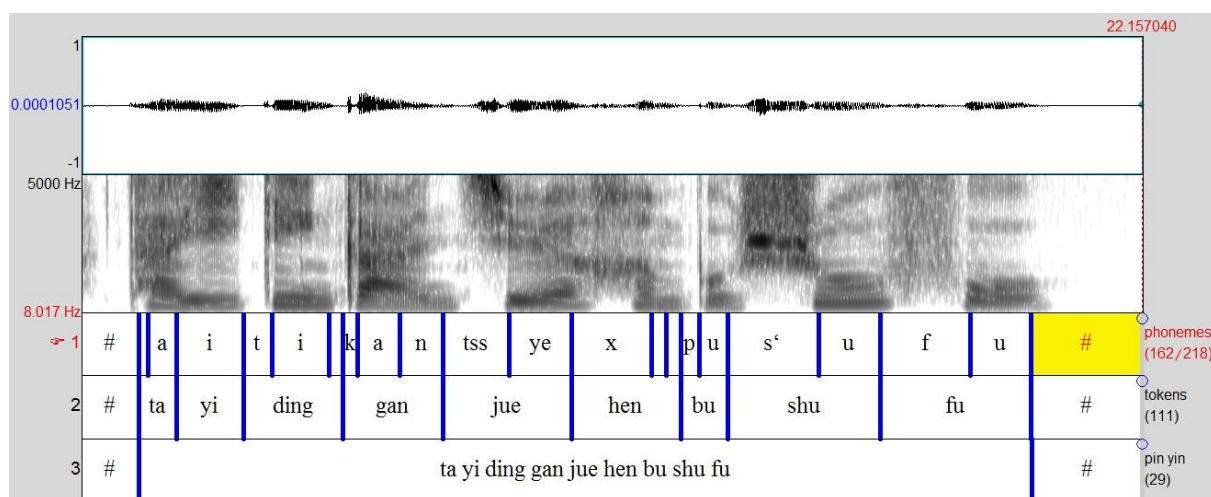 22.157040
1
0.0001051
-1
5000 Hz
8.017 Hz
☞ 1 # a i t i k a n tss ye x p u s‘ u f u # phonemes (162/218)
2 # ta yi ding gan jue hen bu shu fu # tokens (111)
3 # ta yi ding gan jue hen bu shu fu # pin yin (29)